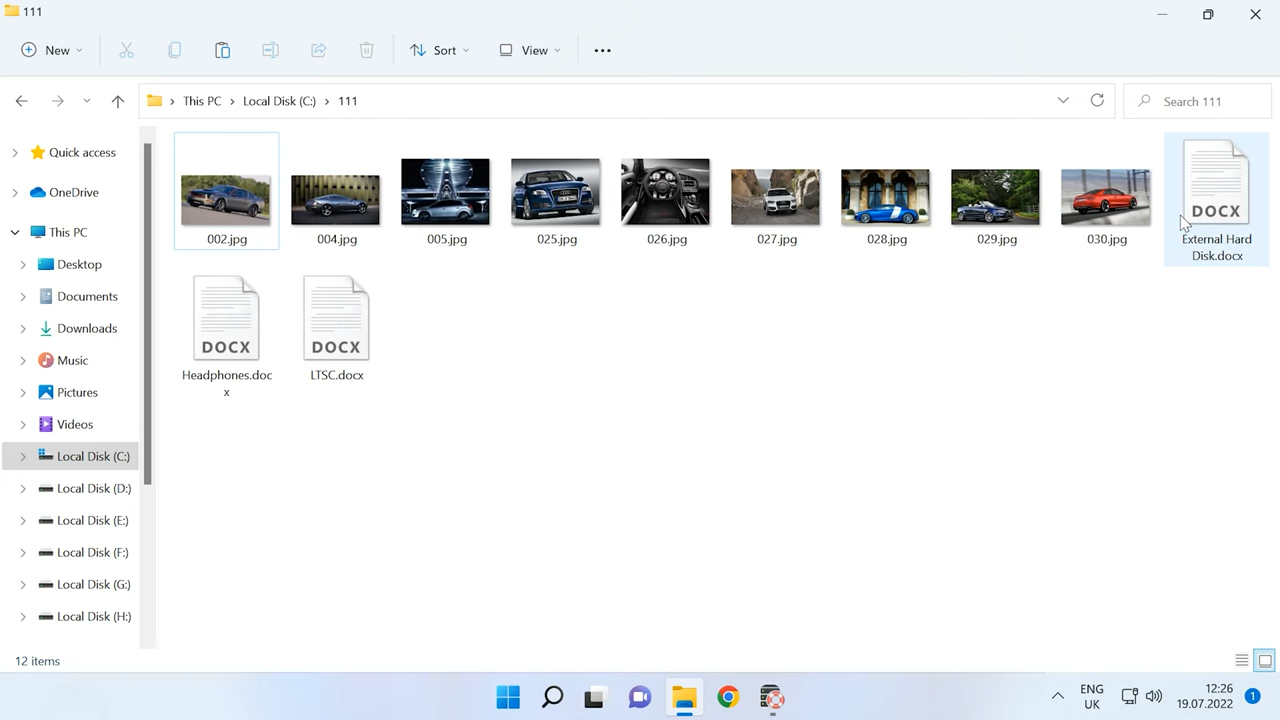 111
New
Sort
View
This PC
Local Disk (C:)
111
Search 111
Quick access
OneDrive
This PC
Desktop
Documents
Downloads
Music
Pictures
Videos
Local Disk (C:)
Local Disk (D:)
Local Disk (E:)
Local Disk (F:)
Local Disk (G:)
Local Disk (H:)
002.jpg
004.jpg
005.jpg
025.jpg
026.jpg
027.jpg
028.jpg
029.jpg
030.jpg
DOCX
External Hard
Disk.docx
DOCX
Headphones.doc
x
DOCX
LTSC.docx
12 items
ENG
UK
12:26
19.07.2022
1